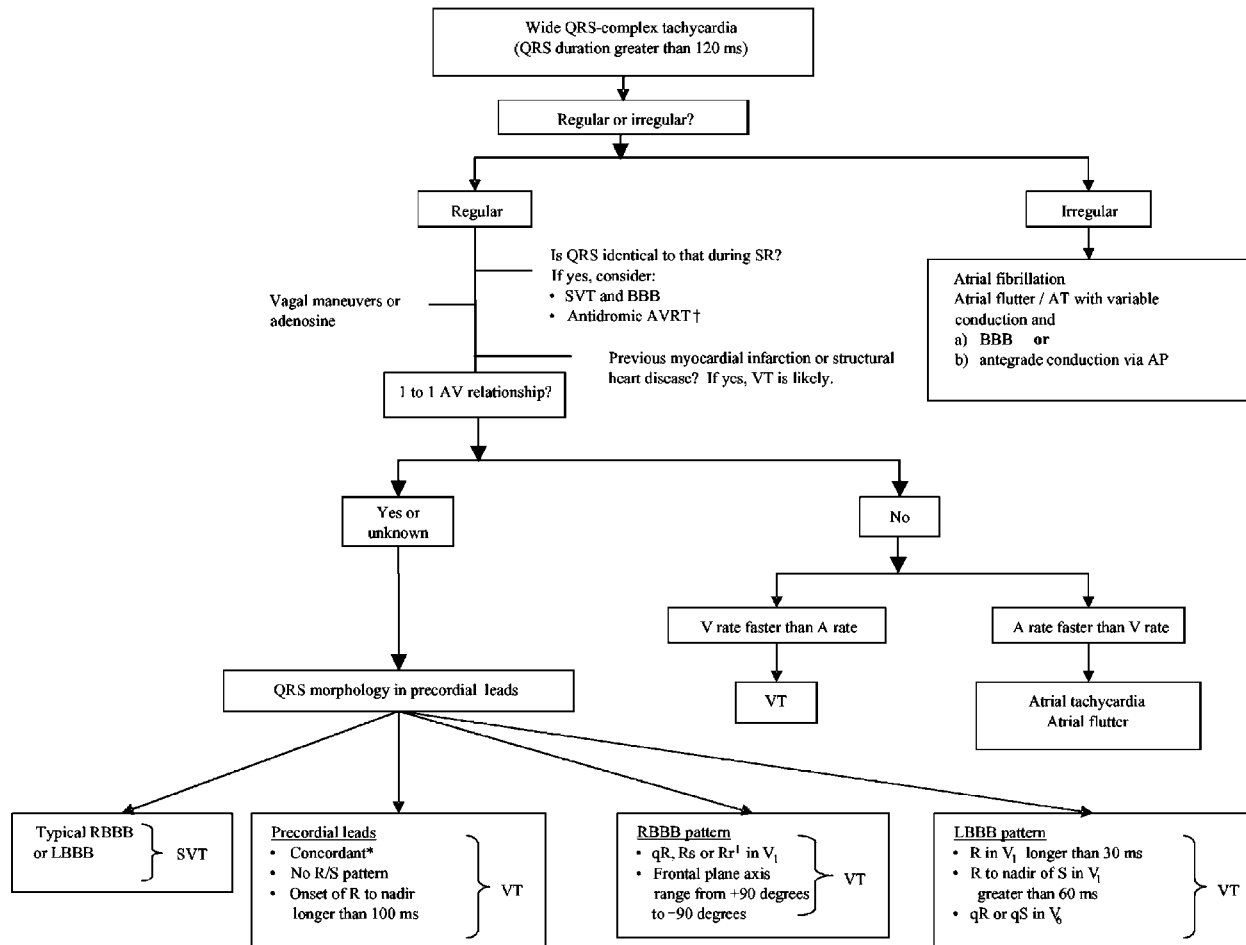 Wide QRS-complex tachycardia
(QRS duration greater than 120 ms)
Regular or irregular?
Regular
Irregular
Is QRS identical to that during SR?
If yes, consider:
• SVT and BBB
• Antidromic AVRT †
Vagal maneuvers or
adenosine
Previous myocardial infarction or structural
heart disease? If yes, VT is likely.
Atrial fibrillation
Atrial flutter / AT with variable
conduction and
a) BBB or
b) antegrade conduction via AP
1 to 1 AV relationship?
Yes or
unknown
No
V rate faster than A rate
A rate faster than V rate
QRS morphology in precordial leads
VT
Atrial tachycardia
Atrial flutter
Typical RBBB
or LBBB
SVT
Precordial leads
• Concordant*
• No R/S pattern
• Onset of R to nadir
longer than 100 ms
VT
RBBB pattern
• qR, Rs or Rr¹ in V₁
• Frontal plane axis
range from +90 degrees
to −90 degrees
VT
LBBB pattern
• R in V₁ longer than 30 ms
• R to nadir of S in V₁
greater than 60 ms
• qR or qS in V₆
VT